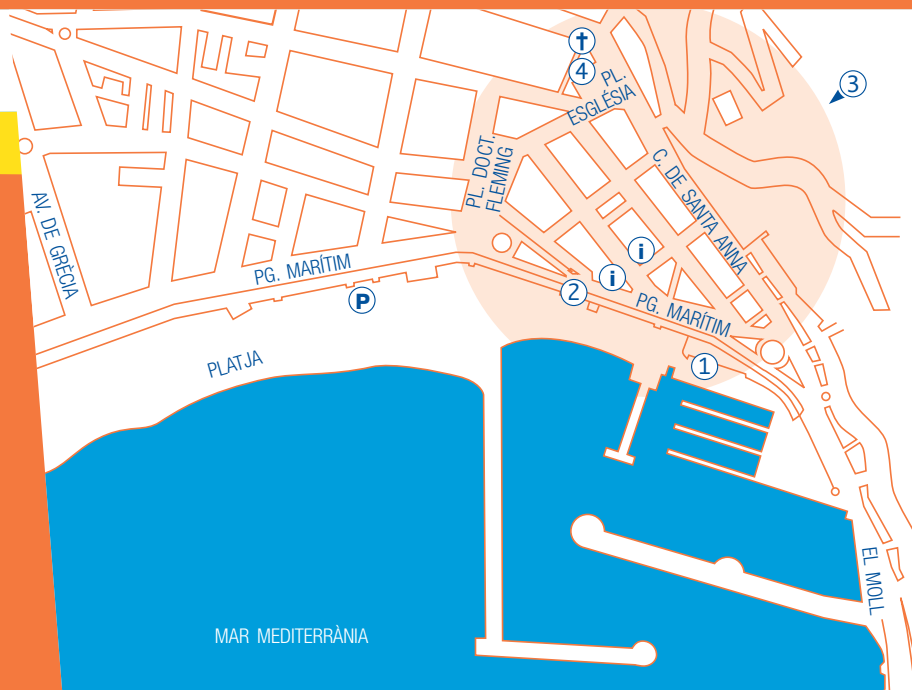 ✝
4
3
PL.
ESGLÉSIA
PL. DOCT.
FLEMING
C. DE SANTA ANNA
AV. DE GRÈCIA
i
i
PG. MARÍTIM
P
2
PG. MARÍTIM
PLATJA
1
EL MOLL
MAR MEDITERRÀNIA